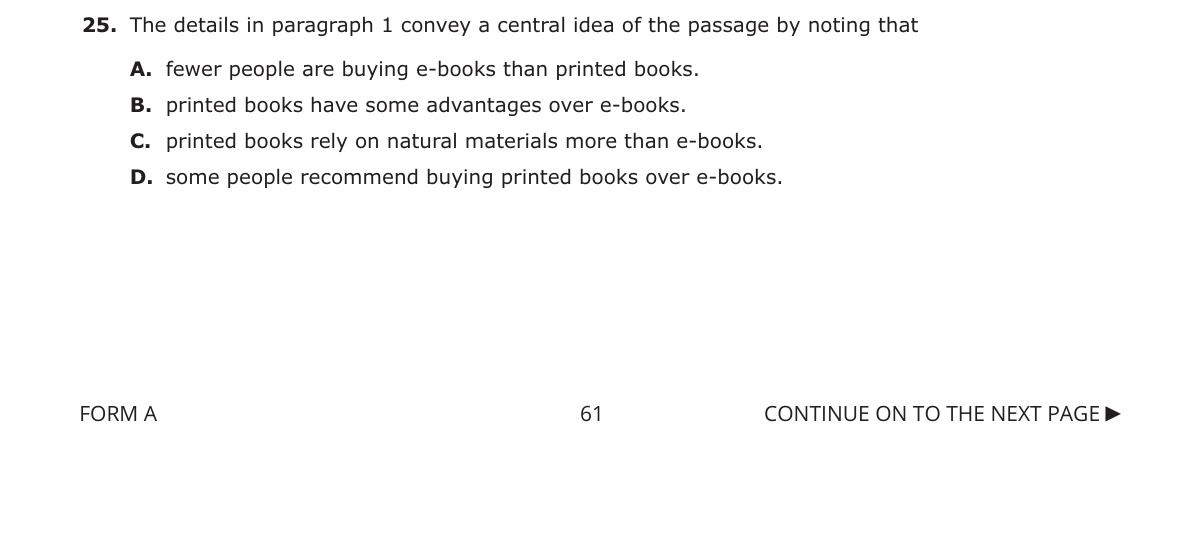 25. The details in paragraph 1 convey a central idea of the passage by noting that
A. fewer people are buying e-books than printed books.
B. printed books have some advantages over e-books.
C. printed books rely on natural materials more than e-books.
D. some people recommend buying printed books over e-books.
FORM A 61 CONTINUE ON TO THE NEXT PAGE ▶